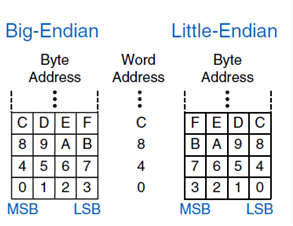 Big-Endian Little-Endian
Byte Word Byte
Address Address Address
C D E F C F E D C
8 9 A B 8 B A 9 8
4 5 6 7 4 7 6 5 4
0 1 2 3 0 3 2 1 0
MSB LSB MSB LSB